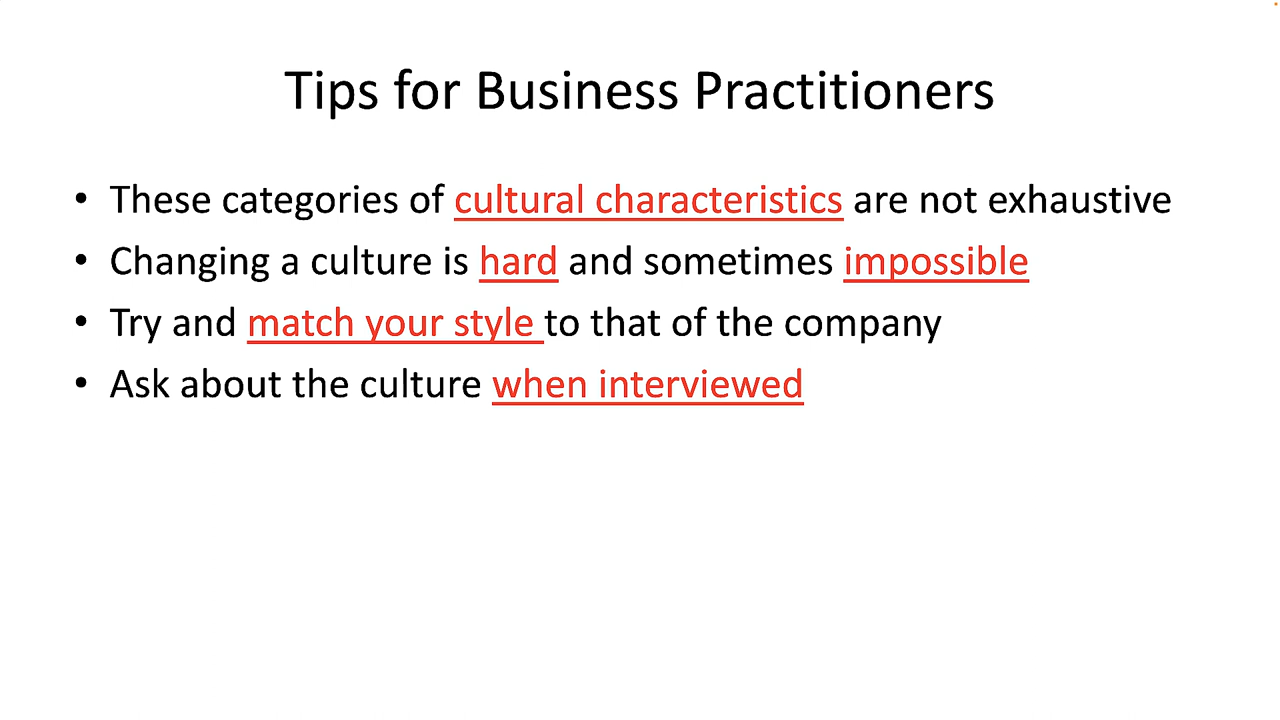 Tips for Business Practitioners
• These categories of cultural characteristics are not exhaustive
• Changing a culture is hard and sometimes impossible
• Try and match your style to that of the company
• Ask about the culture when interviewed